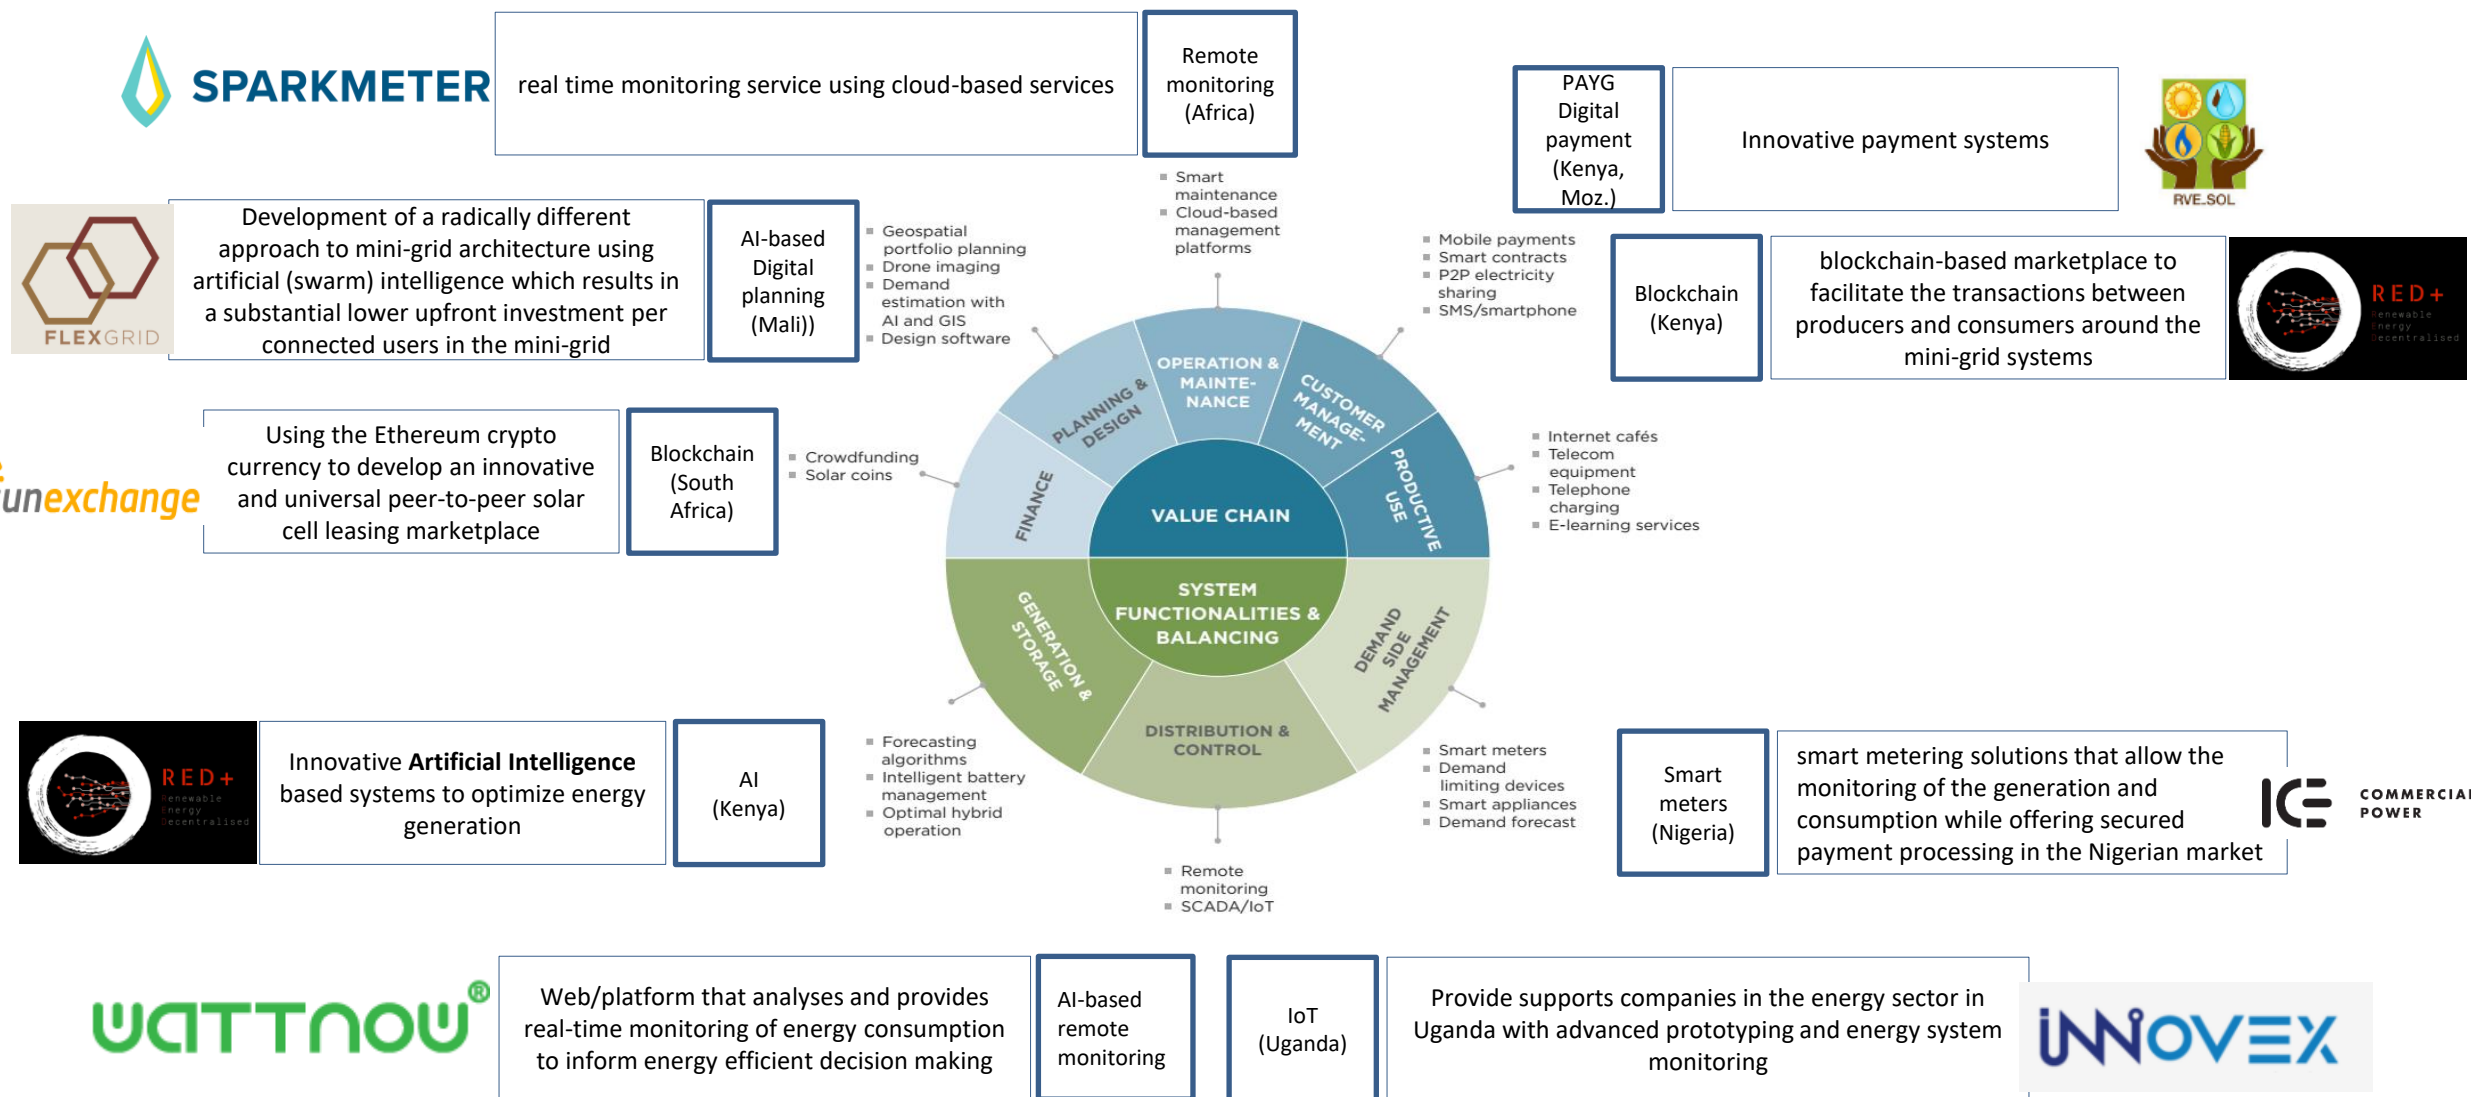 SPARKMETER
real time monitoring service using cloud-based services
Remote
monitoring
(Africa)
PAYG
Digital
payment
(Kenya,
Moz.)
Innovative payment systems
RVE.SOL
FLEXGRID
Development of a radically different
approach to mini-grid architecture using
artificial (swarm) intelligence which results in
a substantial lower upfront investment per
connected users in the mini-grid
AI-based
Digital
planning
(Mali))
Geospatial
portfolio planning
Drone imaging
Demand
estimation with
AI and GIS
Design software
Smart
maintenance
Cloud-based
management
platforms
Mobile payments
Smart contracts
P2P electricity
sharing
SMS/smartphone
Blockchain
(Kenya)
blockchain-based marketplace to
facilitate the transactions between
producers and consumers around the
mini-grid systems
RED+
Renewable
Energy
Decentralised
unexchange
Using the Ethereum crypto
currency to develop an innovative
and universal peer-to-peer solar
cell leasing marketplace
Blockchain
(South
Africa)
Crowdfunding
Solar coins
FINANCE
PLANNING &
DESIGN
OPERATION &
MAINTE-
NANCE
CUSTOMER
MANAGE-
MENT
PRODUCTIVE
USE
Internet cafés
Telecom
equipment
Telephone
charging
E-learning services
VALUE CHAIN
SYSTEM
FUNCTIONALITIES &
BALANCING
GENERATION &
STORAGE
DISTRIBUTION &
CONTROL
DEMAND
SIDE
MANAGEMENT
RED+
Renewable
Energy
Decentralised
Innovative Artificial Intelligence
based systems to optimize energy
generation
AI
(Kenya)
Forecasting
algorithms
Intelligent battery
management
Optimal hybrid
operation
Remote
monitoring
SCADA/IoT
Smart meters
Demand
limiting devices
Smart appliances
Demand forecast
Smart
meters
(Nigeria)
smart metering solutions that allow the
monitoring of the generation and
consumption while offering secured
payment processing in the Nigerian market
ICE
COMMERCIAL
POWER
wattnow®
Web/platform that analyses and provides
real-time monitoring of energy consumption
to inform energy efficient decision making
AI-based
remote
monitoring
IoT
(Uganda)
Provide supports companies in the energy sector in
Uganda with advanced prototyping and energy system
monitoring
iNNOVEX